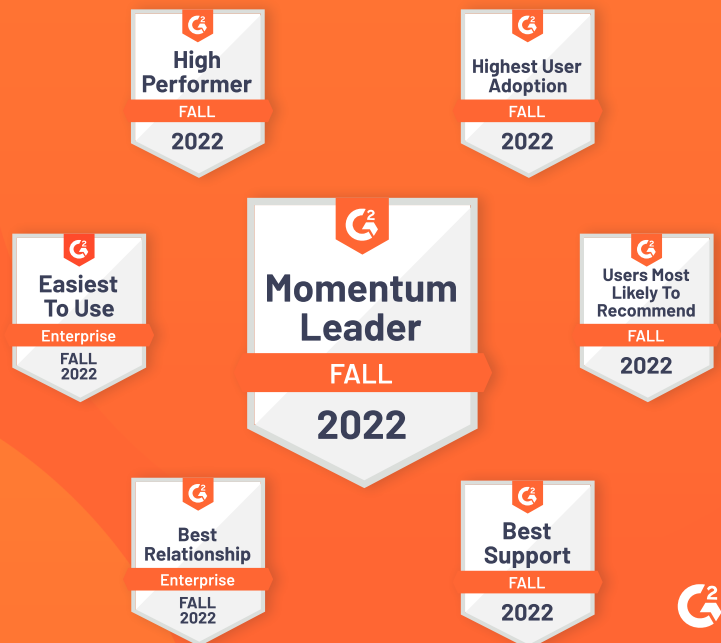 G2
High
Performer
FALL
2022
G2
Highest User
Adoption
FALL
2022
G2
Easiest
To Use
Enterprise
FALL
2022
G2
Momentum
Leader
FALL
2022
G2
Users Most
Likely To
Recommend
FALL
2022
G2
Best
Relationship
Enterprise
FALL
2022
G2
Best
Support
FALL
2022
G2